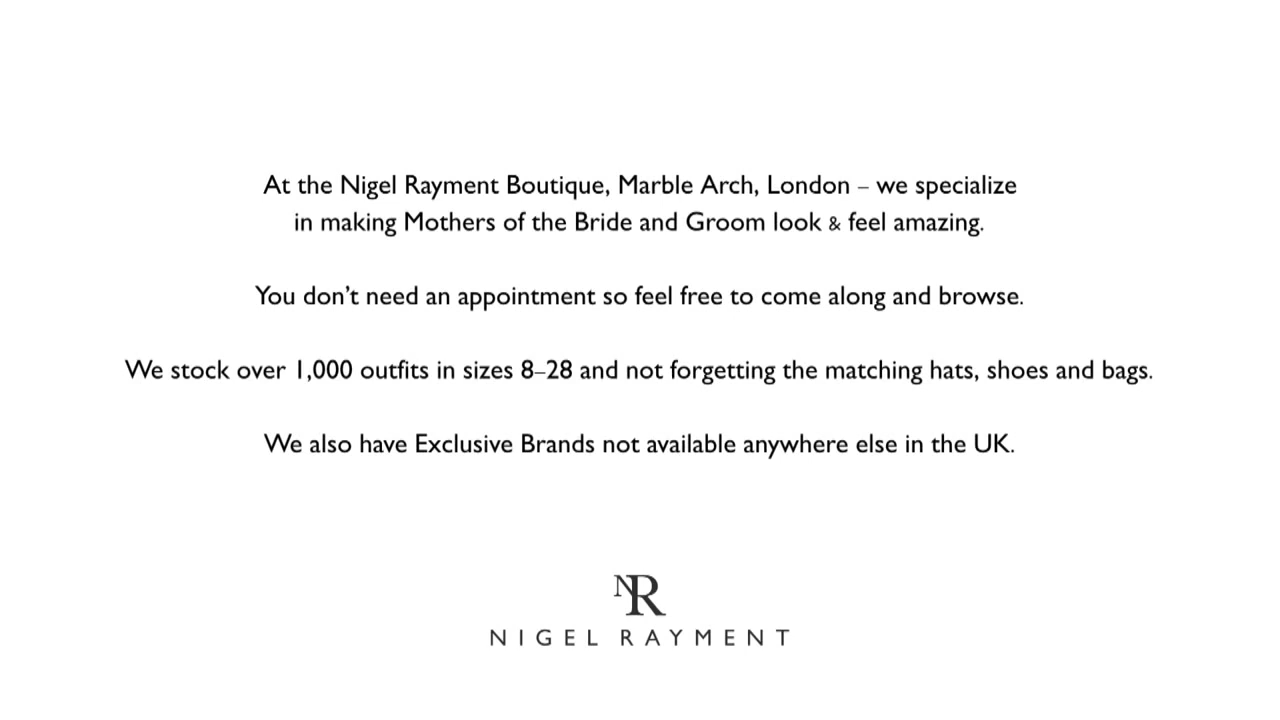 At the Nigel Rayment Boutique, Marble Arch, London – we specialize
in making Mothers of the Bride and Groom look & feel amazing.
You don’t need an appointment so feel free to come along and browse.
We stock over 1,000 outfits in sizes 8–28 and not forgetting the matching hats, shoes and bags.
We also have Exclusive Brands not available anywhere else in the UK.
NR
NIGEL RAYMENT